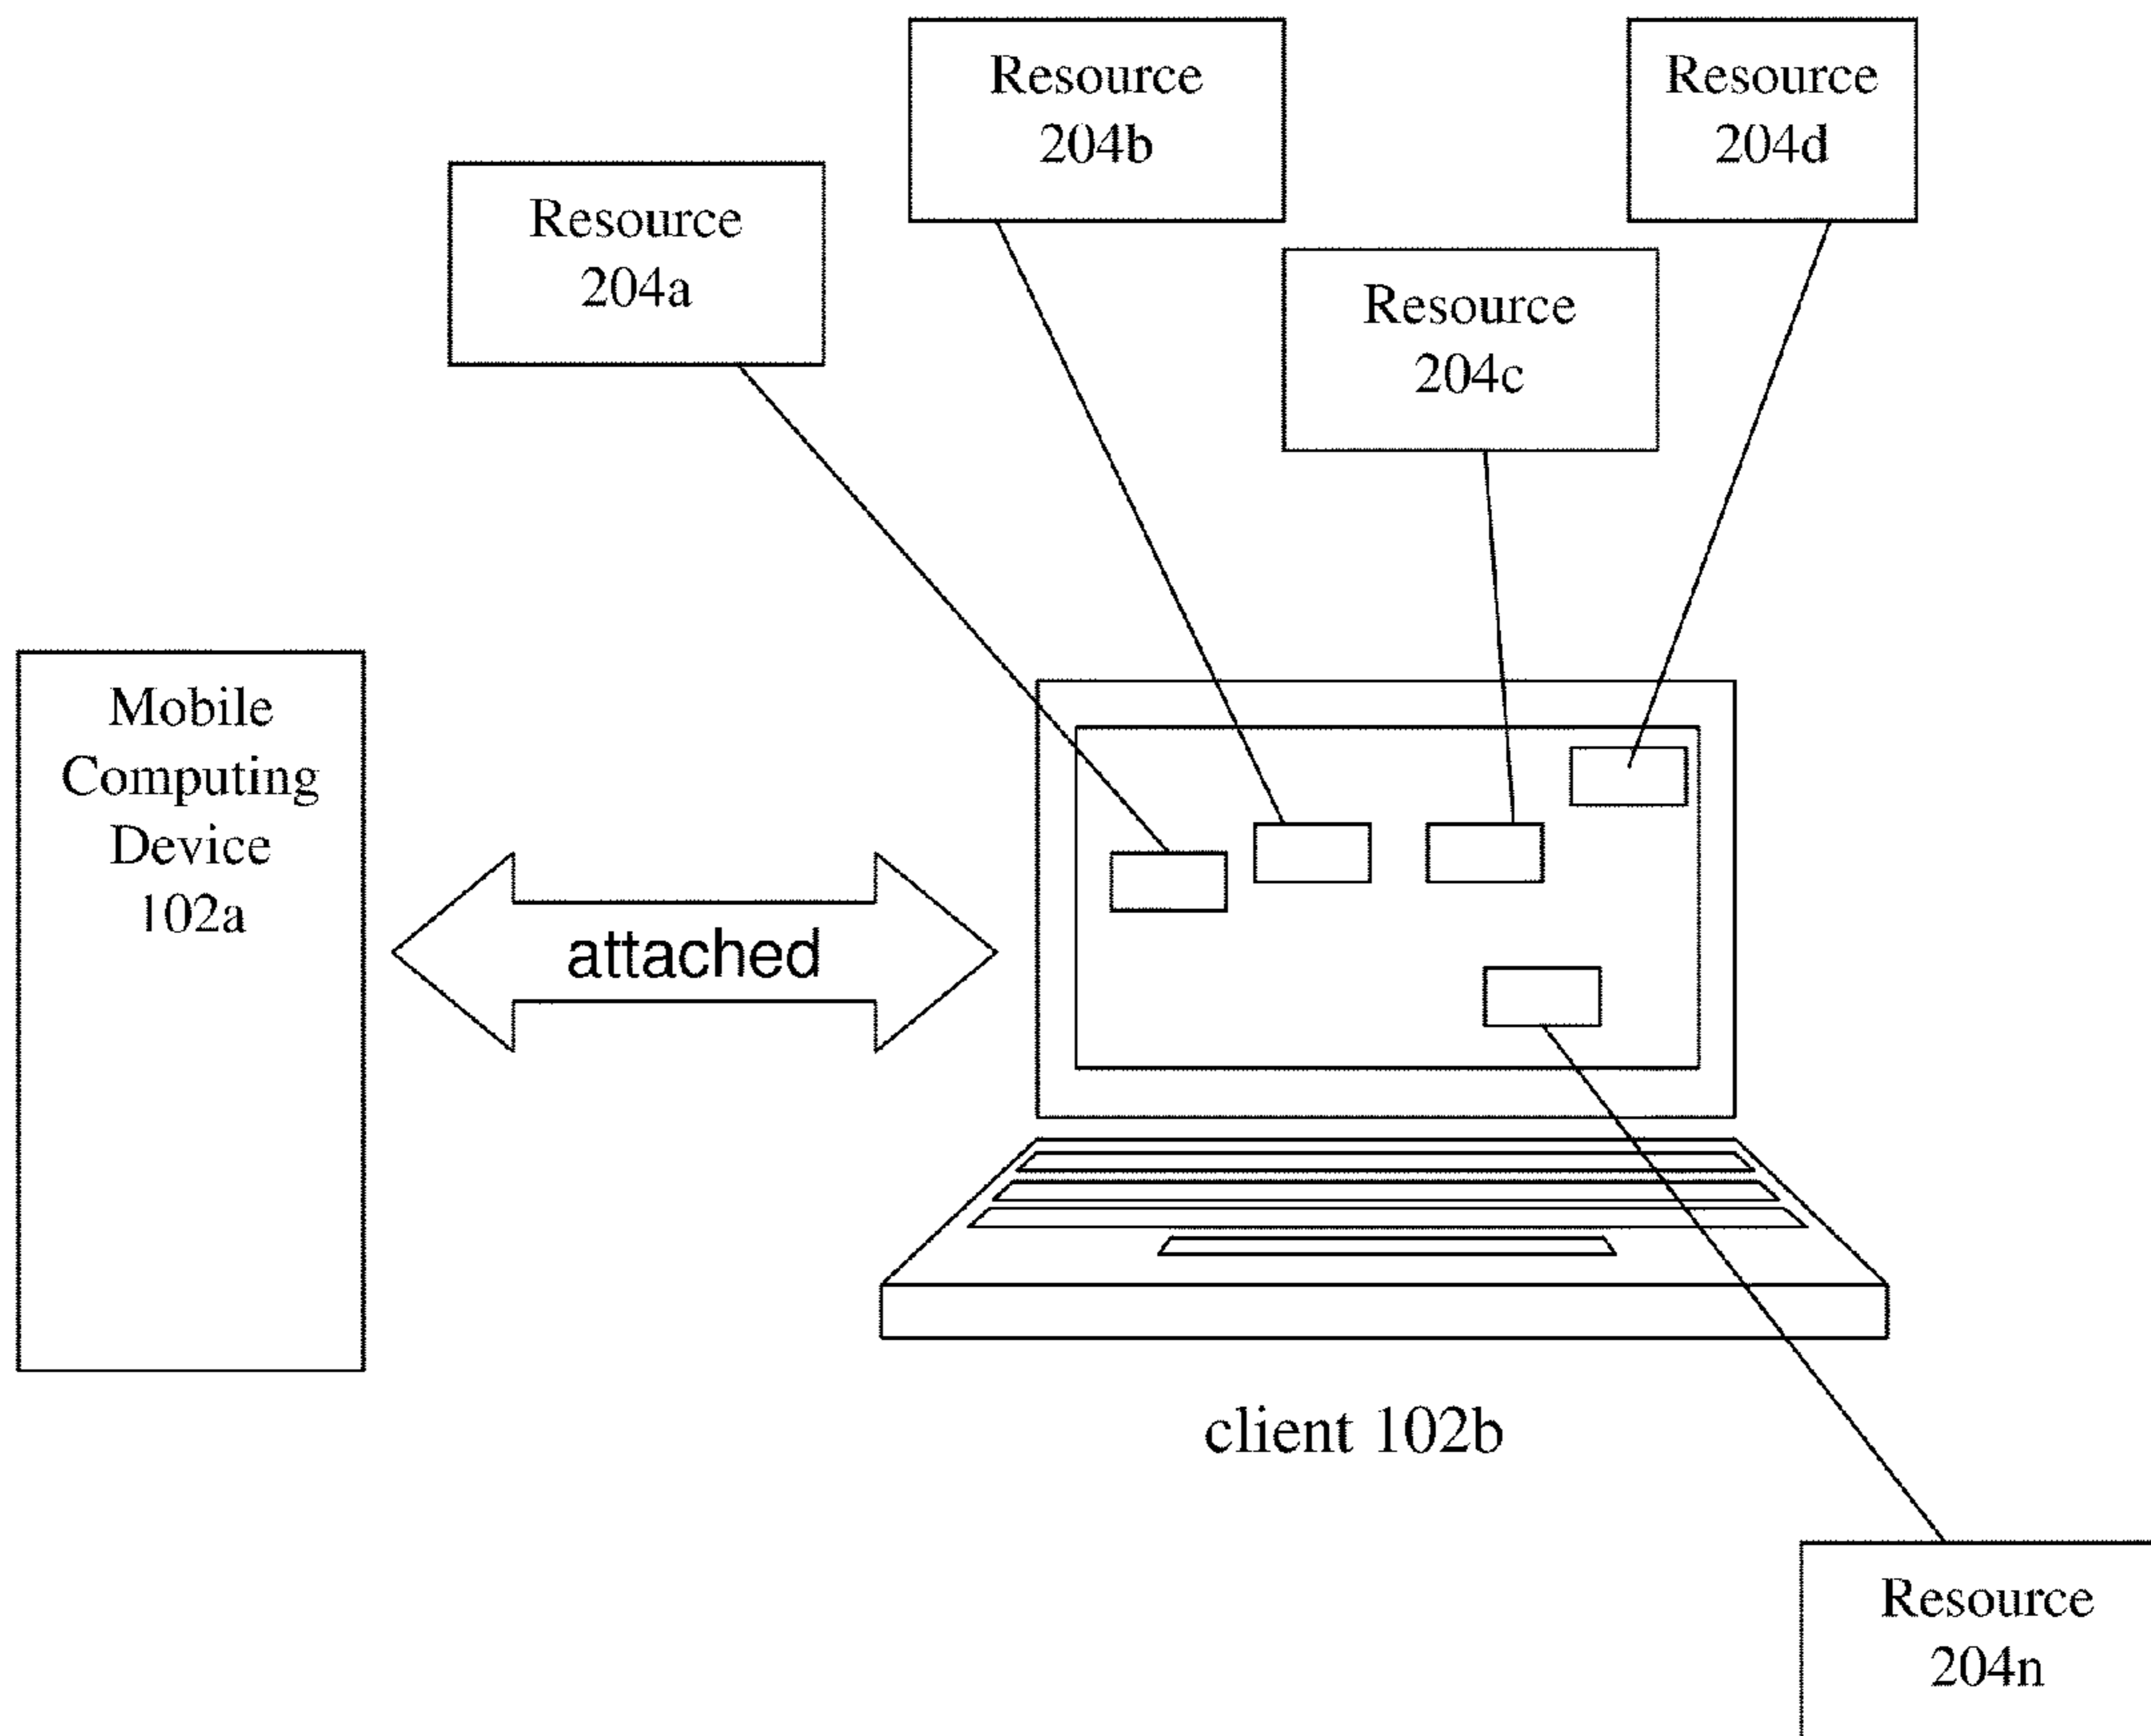 Resource
204b
Resource
204d
Resource
204a
Resource
204c
Mobile
Computing
Device
102a
attached
client 102b
Resource
204n